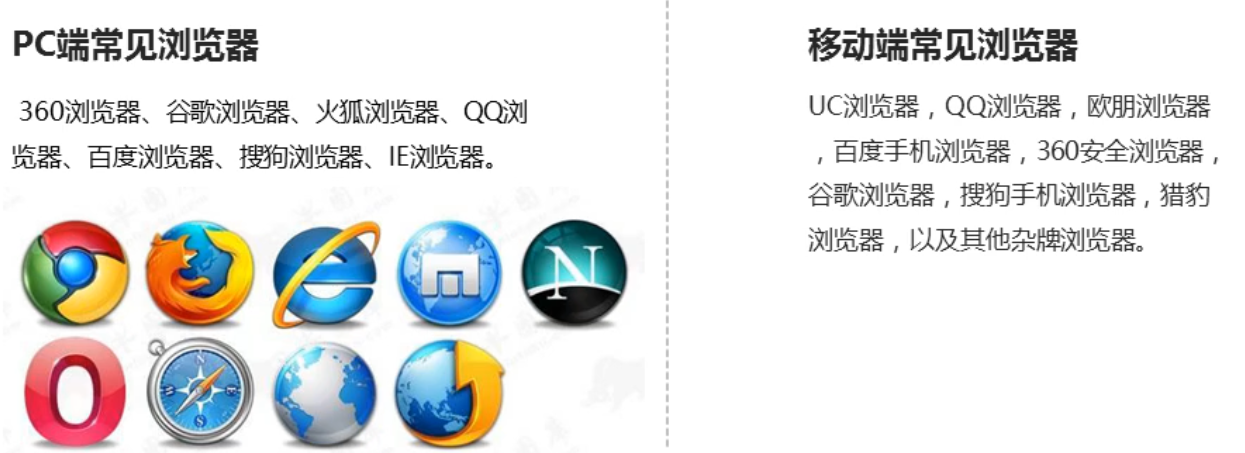 PC端常见浏览器
360浏览器、谷歌浏览器、火狐浏览器、QQ浏
览器、百度浏览器、搜狗浏览器、IE浏览器。
N
N
S
移动端常见浏览器
UC浏览器，QQ浏览器，欧朋浏览器
，百度手机浏览器，360安全浏览器，
谷歌浏览器，搜狗手机浏览器，猎豹
浏览器，以及其他杂牌浏览器。